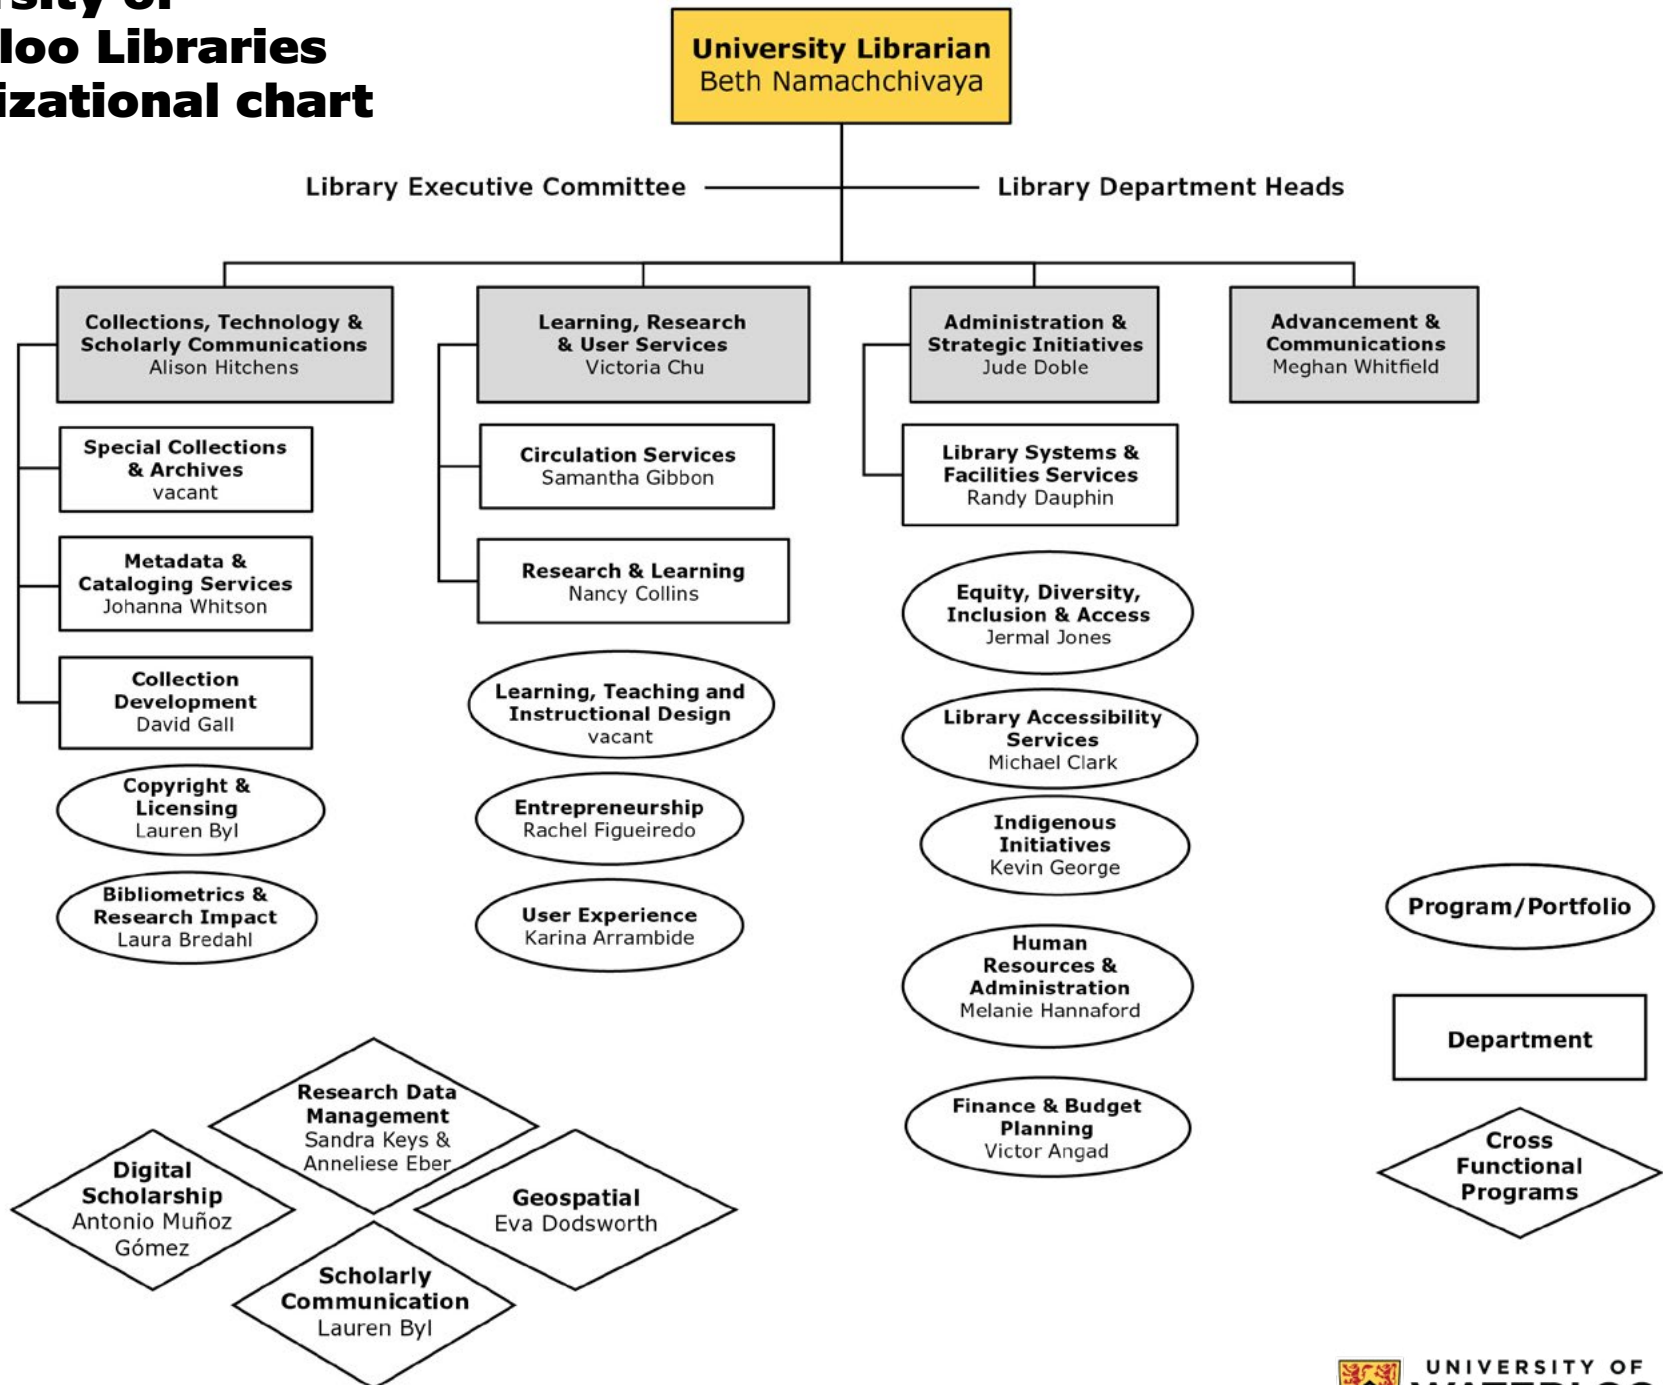 loo Libraries
izational chart
University Librarian
Beth Namachchivaya
Library Executive Committee
Library Department Heads
Collections, Technology &
Scholarly Communications
Alison Hitchens
Learning, Research
& User Services
Victoria Chu
Administration &
Strategic Initiatives
Jude Doble
Advancement &
Communications
Meghan Whitfield
Special Collections
& Archives
vacant
Metadata &
Cataloging Services
Johanna Whitson
Collection
Development
David Gall
Copyright &
Licensing
Lauren Byl
Bibliometrics &
Research Impact
Laura Bredahl
Circulation Services
Samantha Gibbon
Research & Learning
Nancy Collins
Learning, Teaching and
Instructional Design
vacant
Entrepreneurship
Rachel Figueiredo
User Experience
Karina Arrambide
Library Systems &
Facilities Services
Randy Dauphin
Equity, Diversity,
Inclusion & Access
Jermal Jones
Library Accessibility
Services
Michael Clark
Indigenous
Initiatives
Kevin George
Human
Resources &
Administration
Melanie Hannaford
Finance & Budget
Planning
Victor Angad
Research Data
Management
Sandra Keys &
Anneliese Eber
Digital
Scholarship
Antonio Muñoz
Gómez
Geospatial
Eva Dodsworth
Scholarly
Communication
Lauren Byl
Program/Portfolio
Department
Cross
Functional
Programs
UNIVERSITY OF